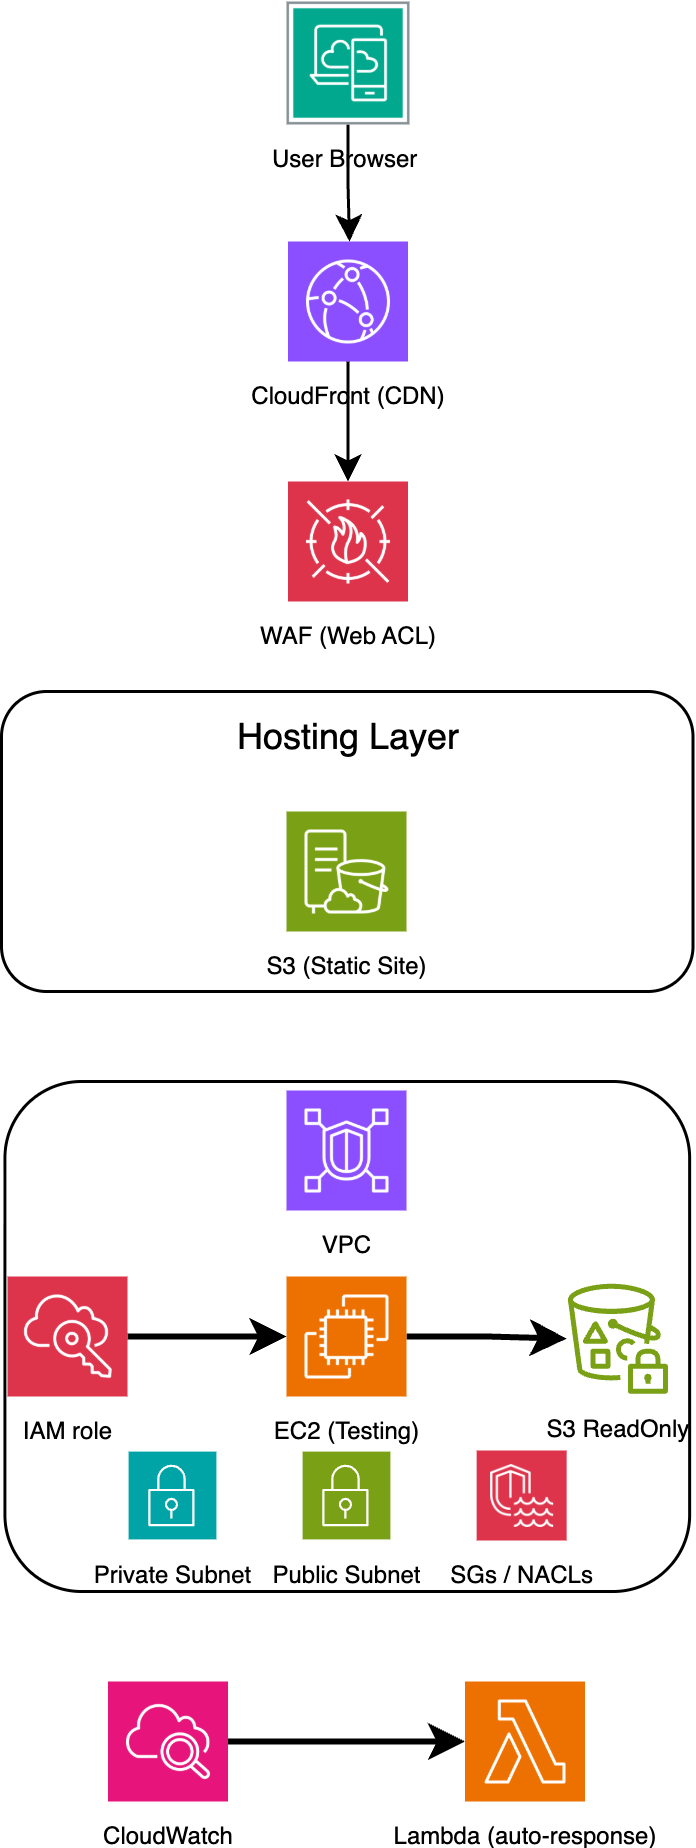 User Browser
CloudFront (CDN)
WAF (Web ACL)
Hosting Layer
S3 (Static Site)
VPC
IAM role
EC2 (Testing)
S3 ReadOnly
Private Subnet
Public Subnet
SGs / NACLs
CloudWatch
Lambda (auto-response)